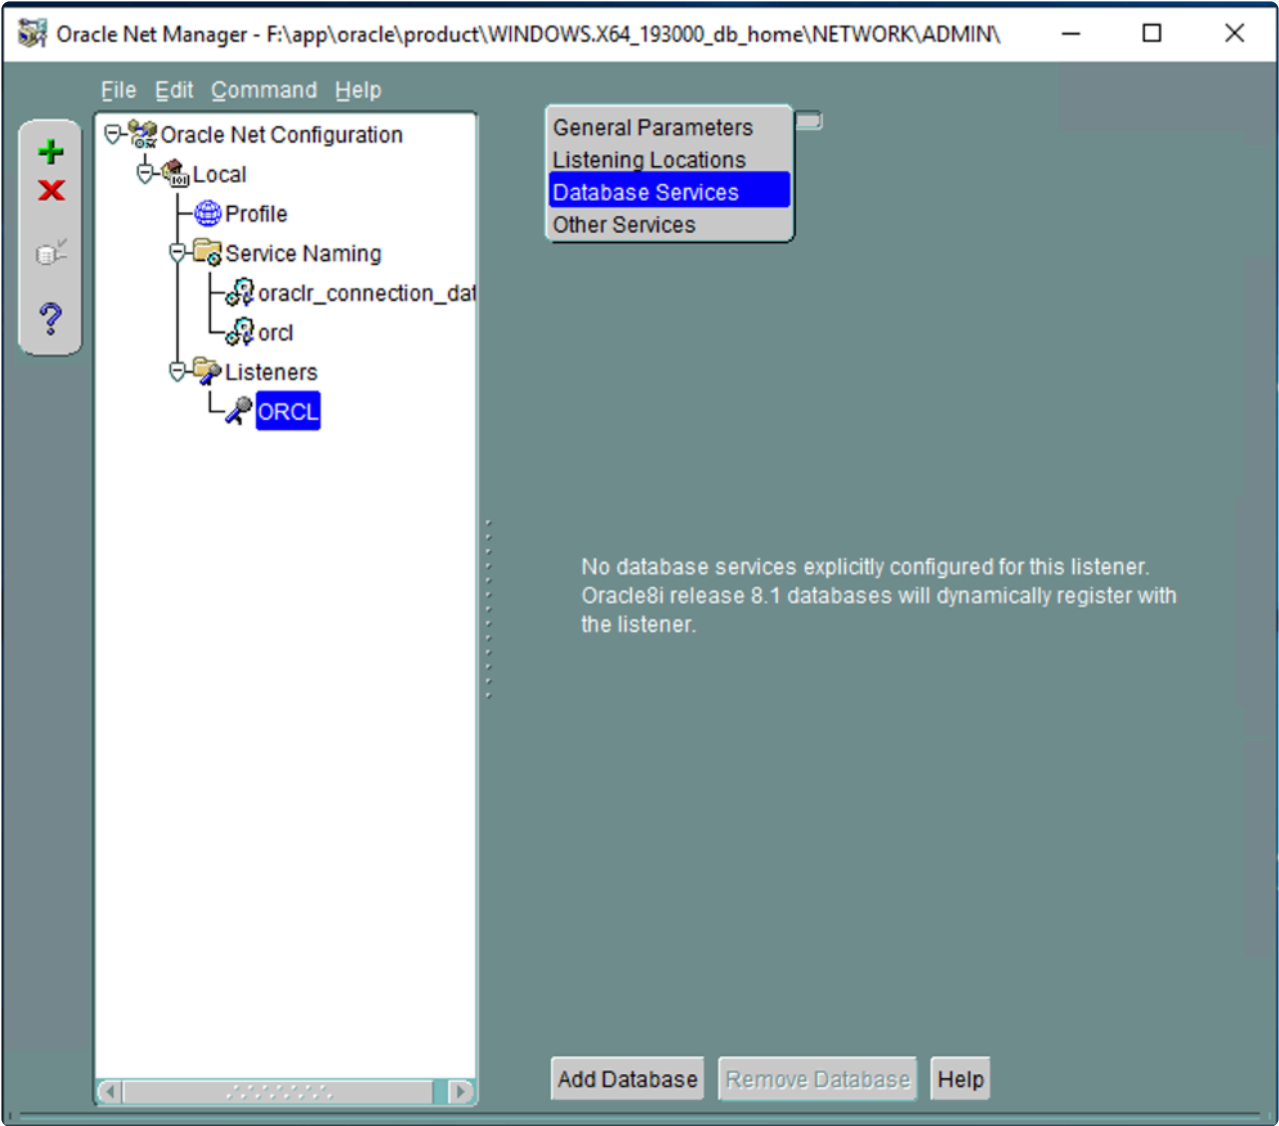 Oracle Net Manager - F:\app\oracle\product\WINDOWS.X64_193000_db_home\NETWORK\ADMIN\
File Edit Command Help
Oracle Net Configuration
Local
Profile
Service Naming
oraclr_connection_dat
orcl
Listeners
ORCL
General Parameters
Listening Locations
Database Services
Other Services
No database services explicitly configured for this listener.
Oracle8i release 8.1 databases will dynamically register with
the listener.
Add Database Remove Database Help